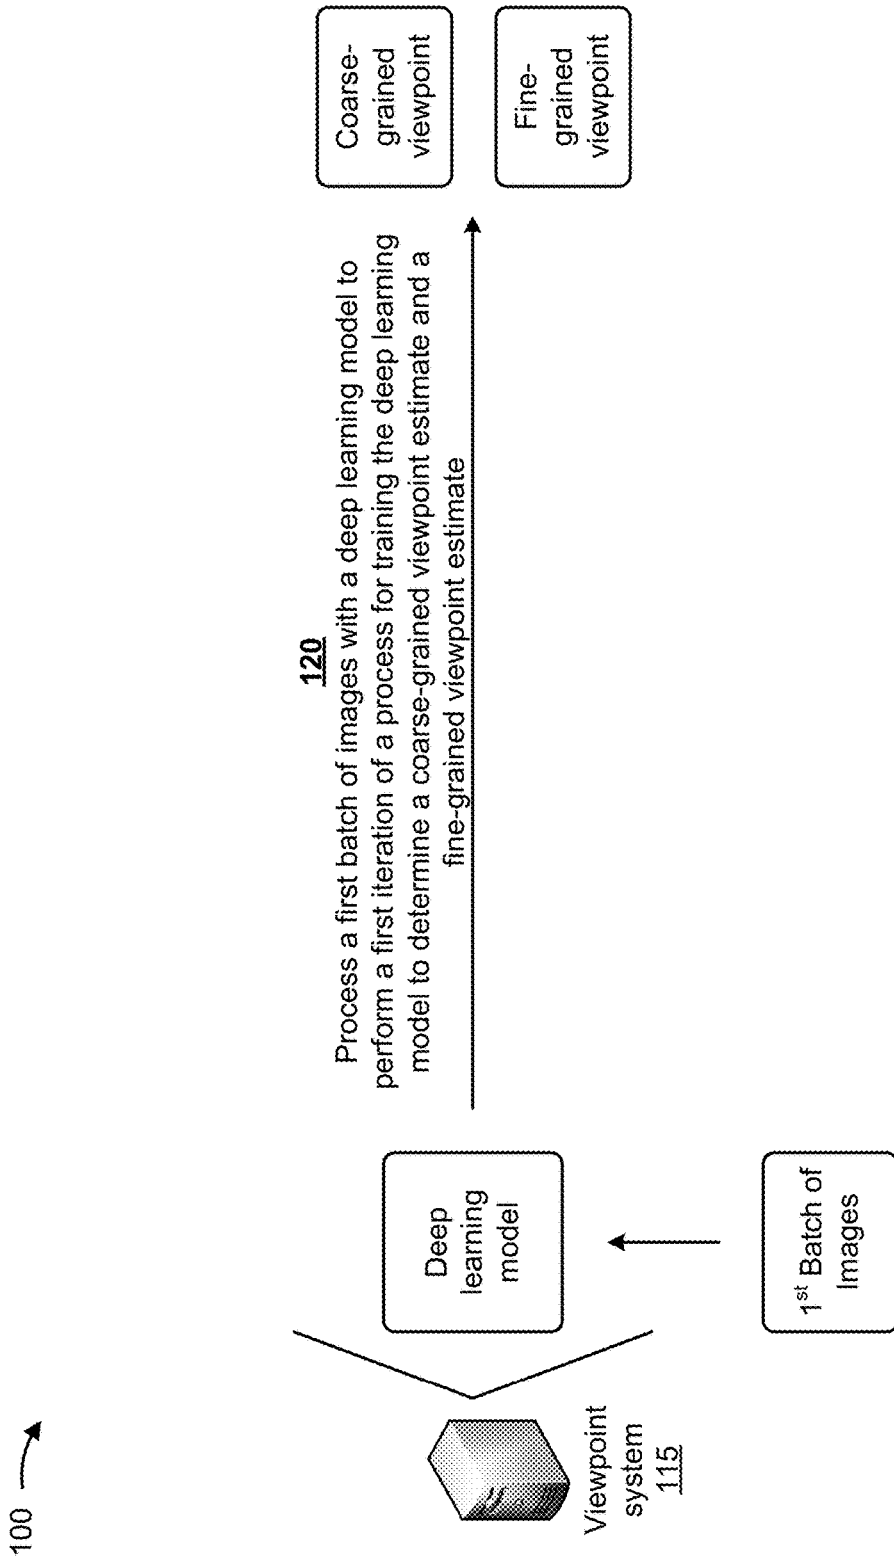 100
120
Process a first batch of images with a deep learning model to
perform a first iteration of a process for training the deep learning
model to determine a coarse-grained viewpoint estimate and a
fine-grained viewpoint estimate
Viewpoint
system
115
Deep
learning
model
1st Batch of
Images
Coarse-
grained
viewpoint
Fine-
grained
viewpoint